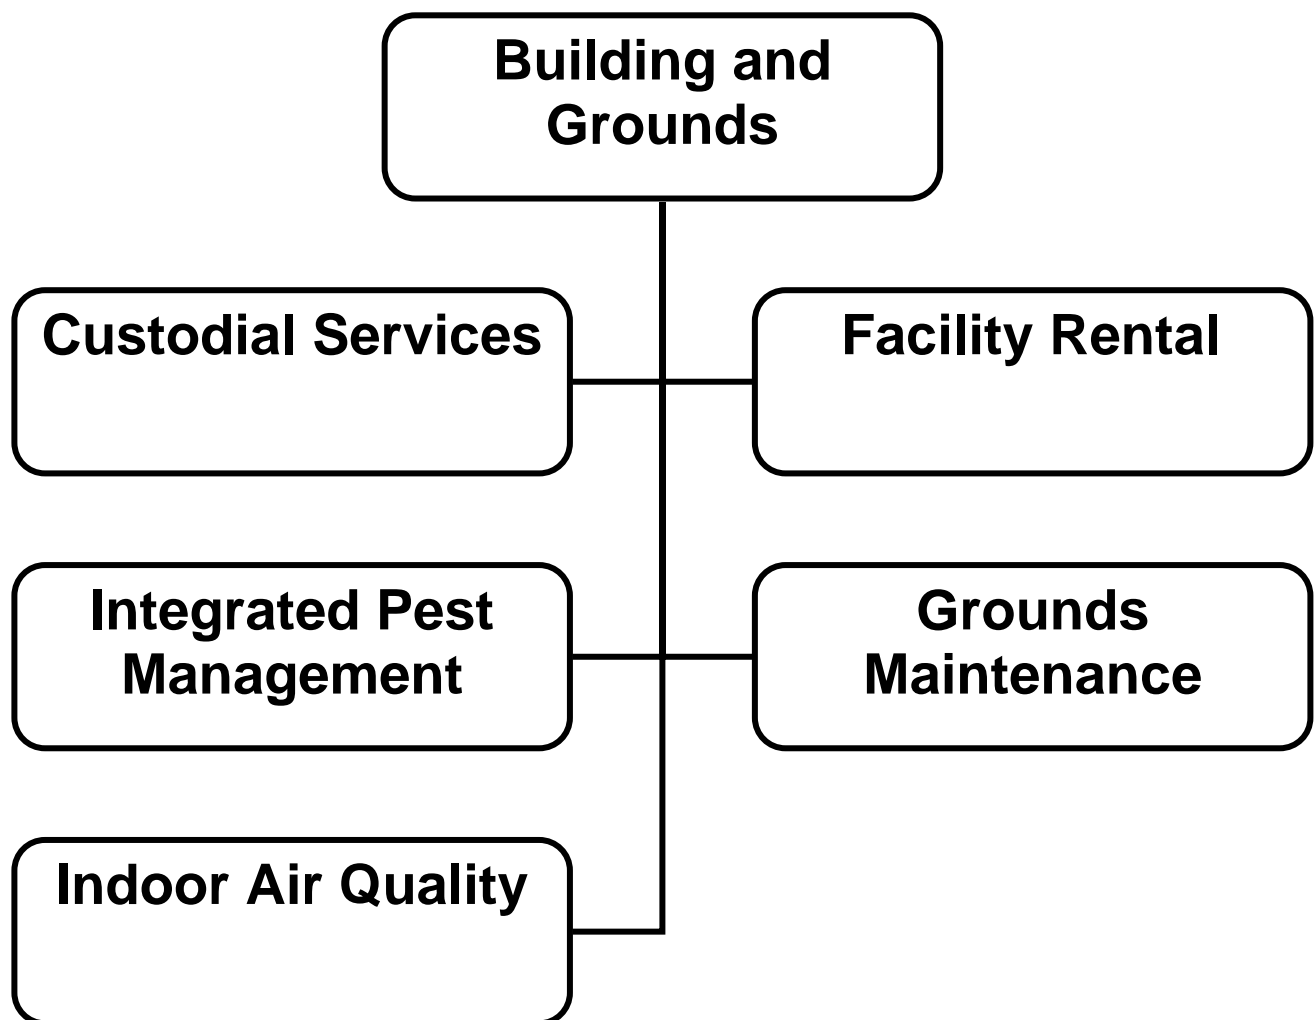 Building and
Grounds
Custodial Services
Facility Rental
Integrated Pest
Management
Grounds
Maintenance
Indoor Air Quality